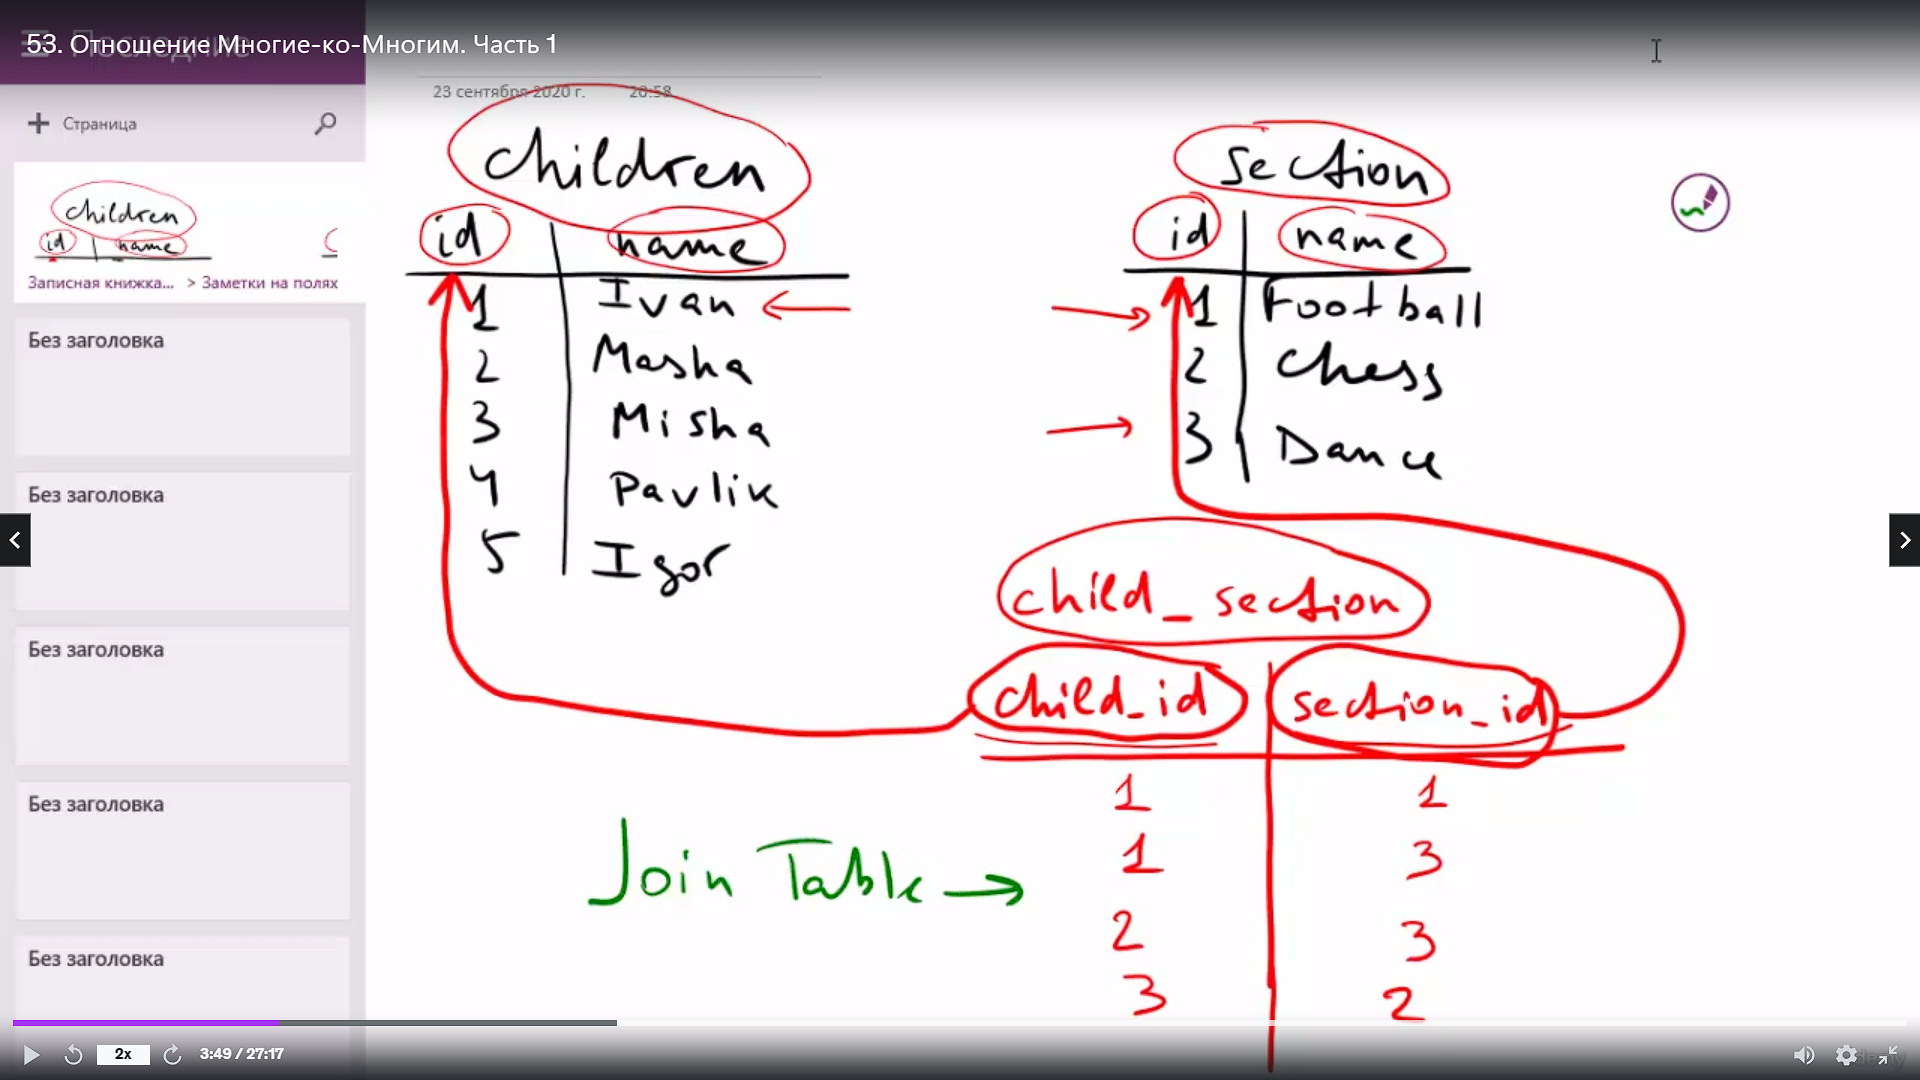 53. Отношение Многие-ко-Многим. Часть 1
Страница
children
id name
Записная книжка... > Заметки на полях
Без заголовка
Без заголовка
Без заголовка
Без заголовка
Без заголовка
23 сентября 2020 г. 20:58
children
id name
1 Ivan
2 Masha
3 Misha
4 Pavlik
5 Igor
section
id name
1 Football
2 Chess
3 Dance
child_section
child_id section_id
1 1
1 3
2 3
3 2
Join Table →
2x
3:49 / 27:17